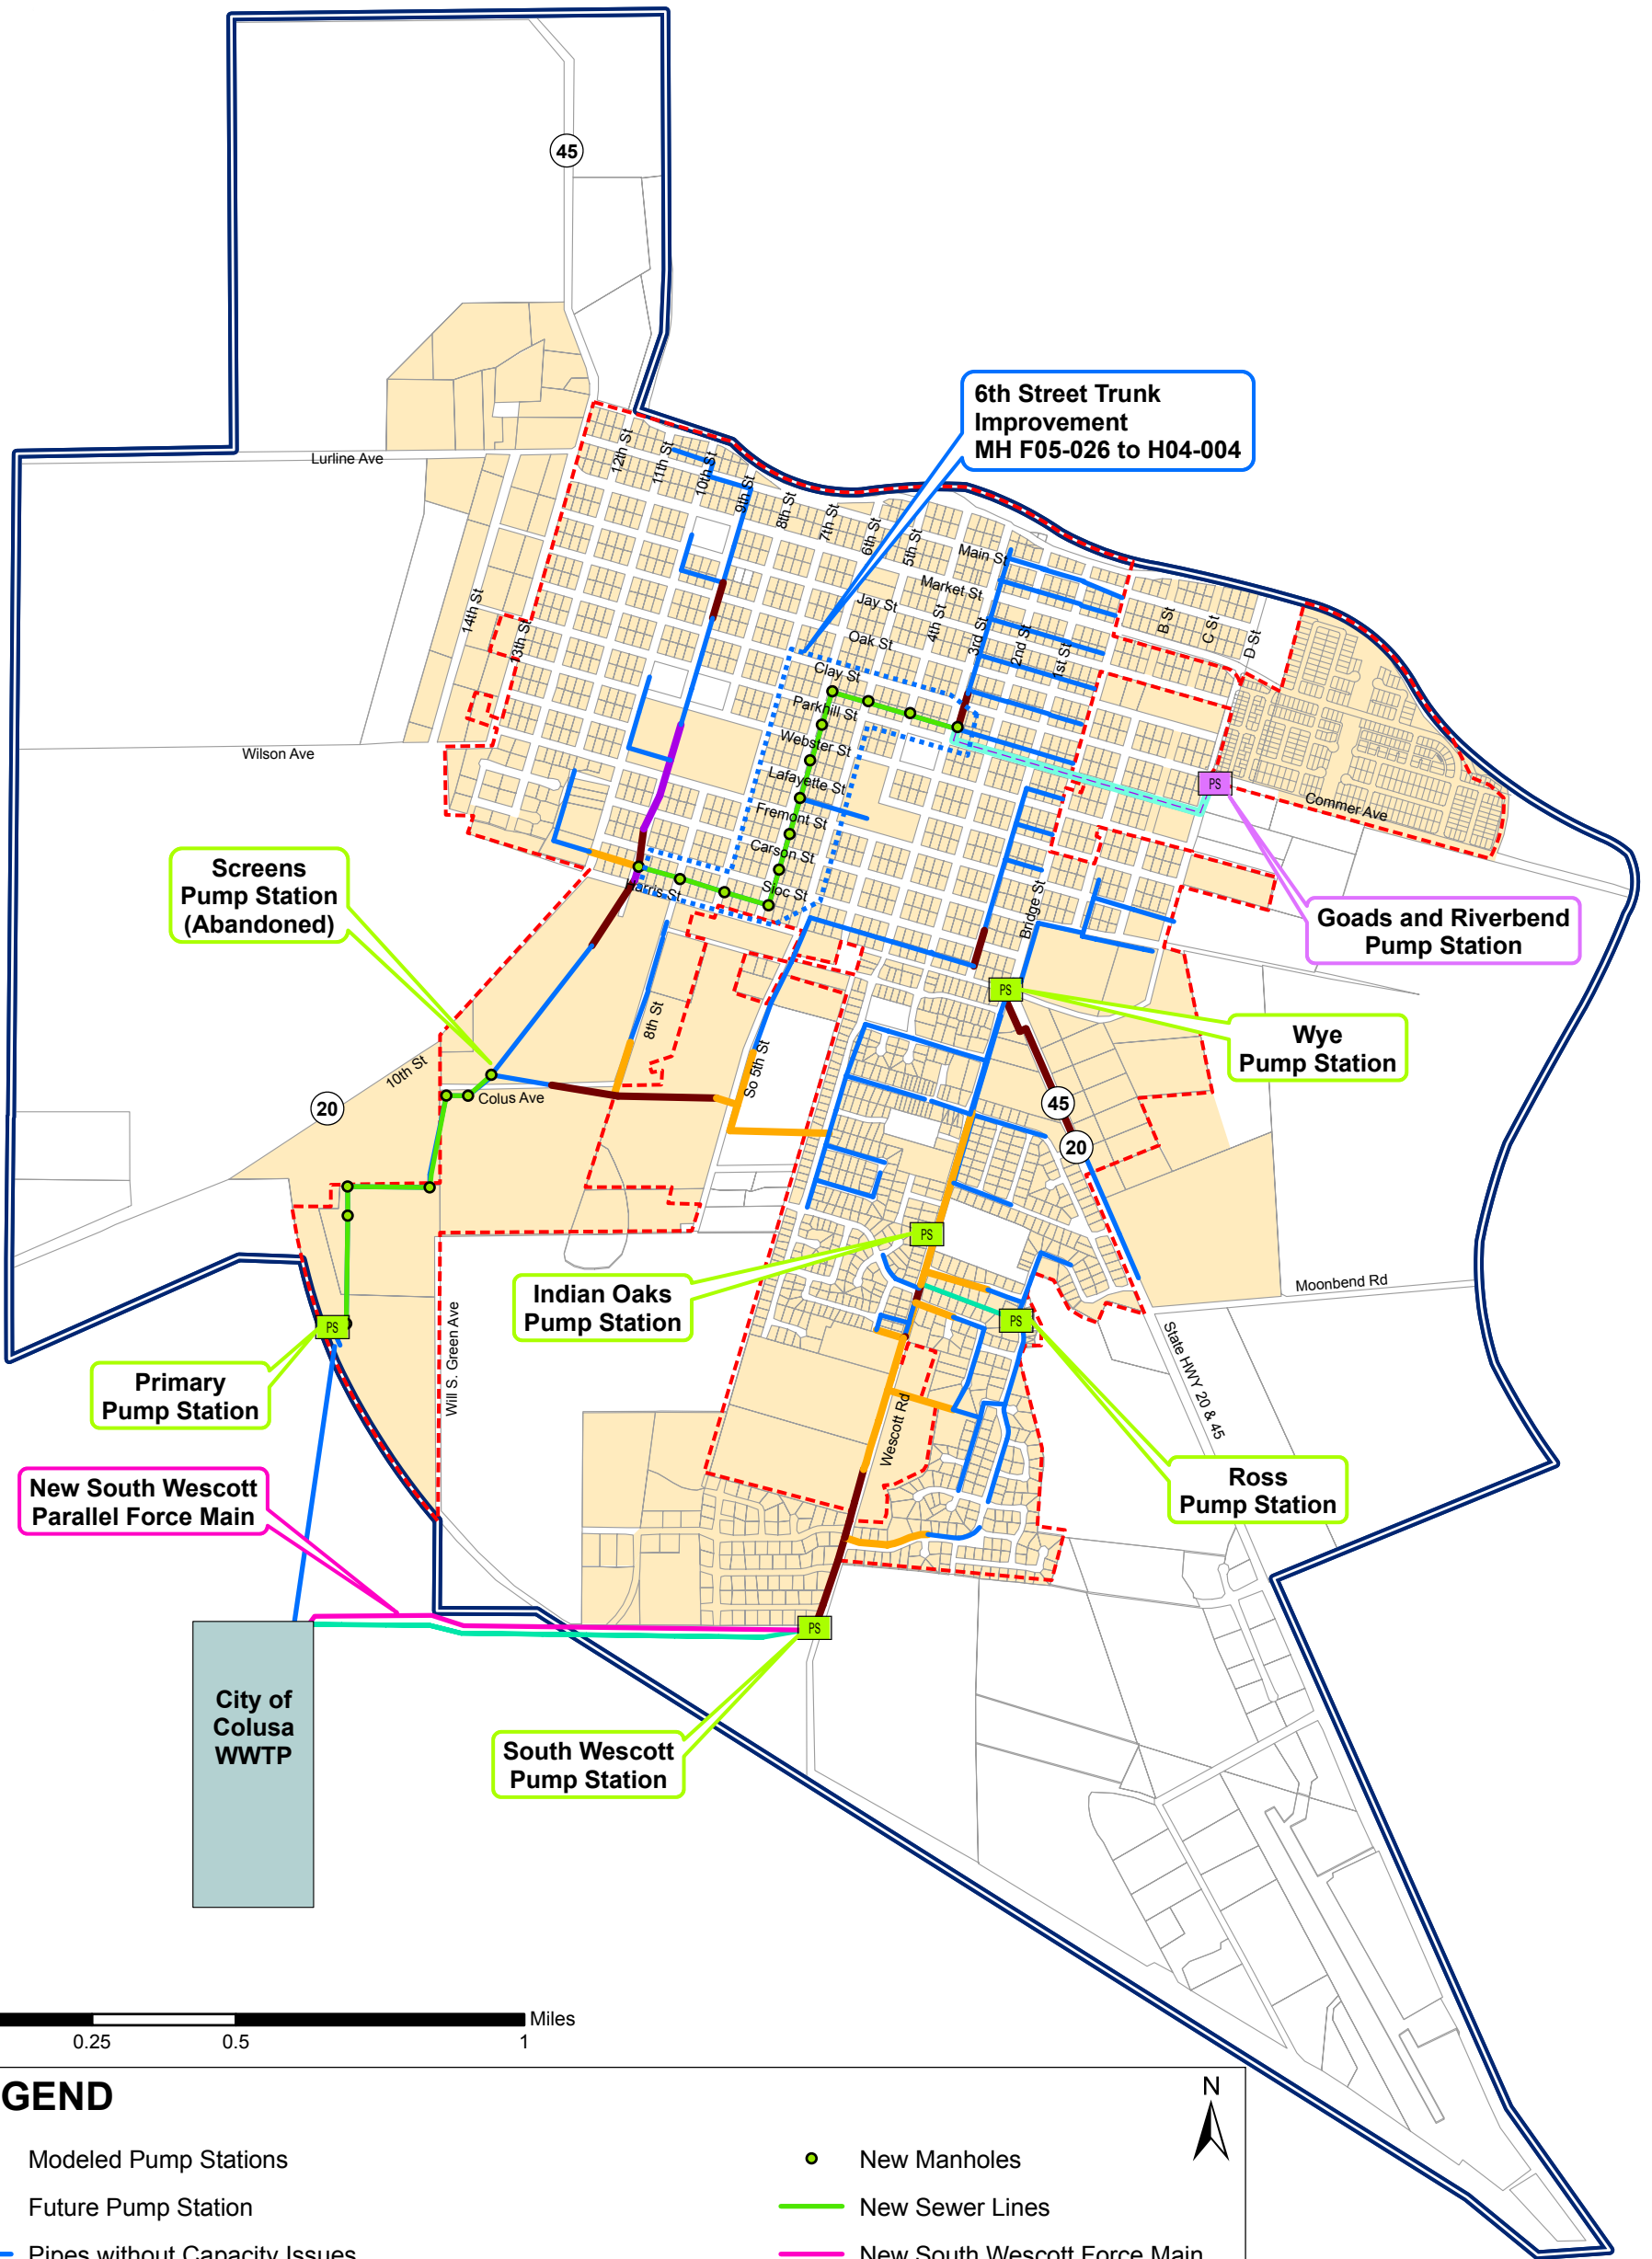 45
6th Street Trunk
Improvement
MH F05-026 to H04-004
Lurline Ave
12th St
11th St
10th St
9th St
8th St
7th St
6th St
5th St
Main St
Market St
Jay St
4th St
Oak St
3rd St
2nd St
1st St
B St
C St
D St
14th St
13th St
Clay St
Parkhill St
Webster St
Lafayette St
Fremont St
Carson St
Sioc St
Harris St
Wilson Ave
PS
Commer Ave
Screens
Pump Station
(Abandoned)
Goads and Riverbend
Pump Station
Bridge St
PS
Wye
Pump Station
8th St
So 5th St
10th St
20
Colus Ave
45
20
PS
Indian Oaks
Pump Station
Moonbend Rd
PS
PS
Primary
Pump Station
Will S. Green Ave
State HWY 20 & 45
Wescott Rd
New South Wescott
Parallel Force Main
Ross
Pump Station
PS
City of
Colusa
WWTP
South Wescott
Pump Station
Miles
0.25
0.5
1
GEND
N
Modeled Pump Stations
New Manholes
Future Pump Station
New Sewer Lines
Pipes without Capacity Issues
New South Wescott Force Main